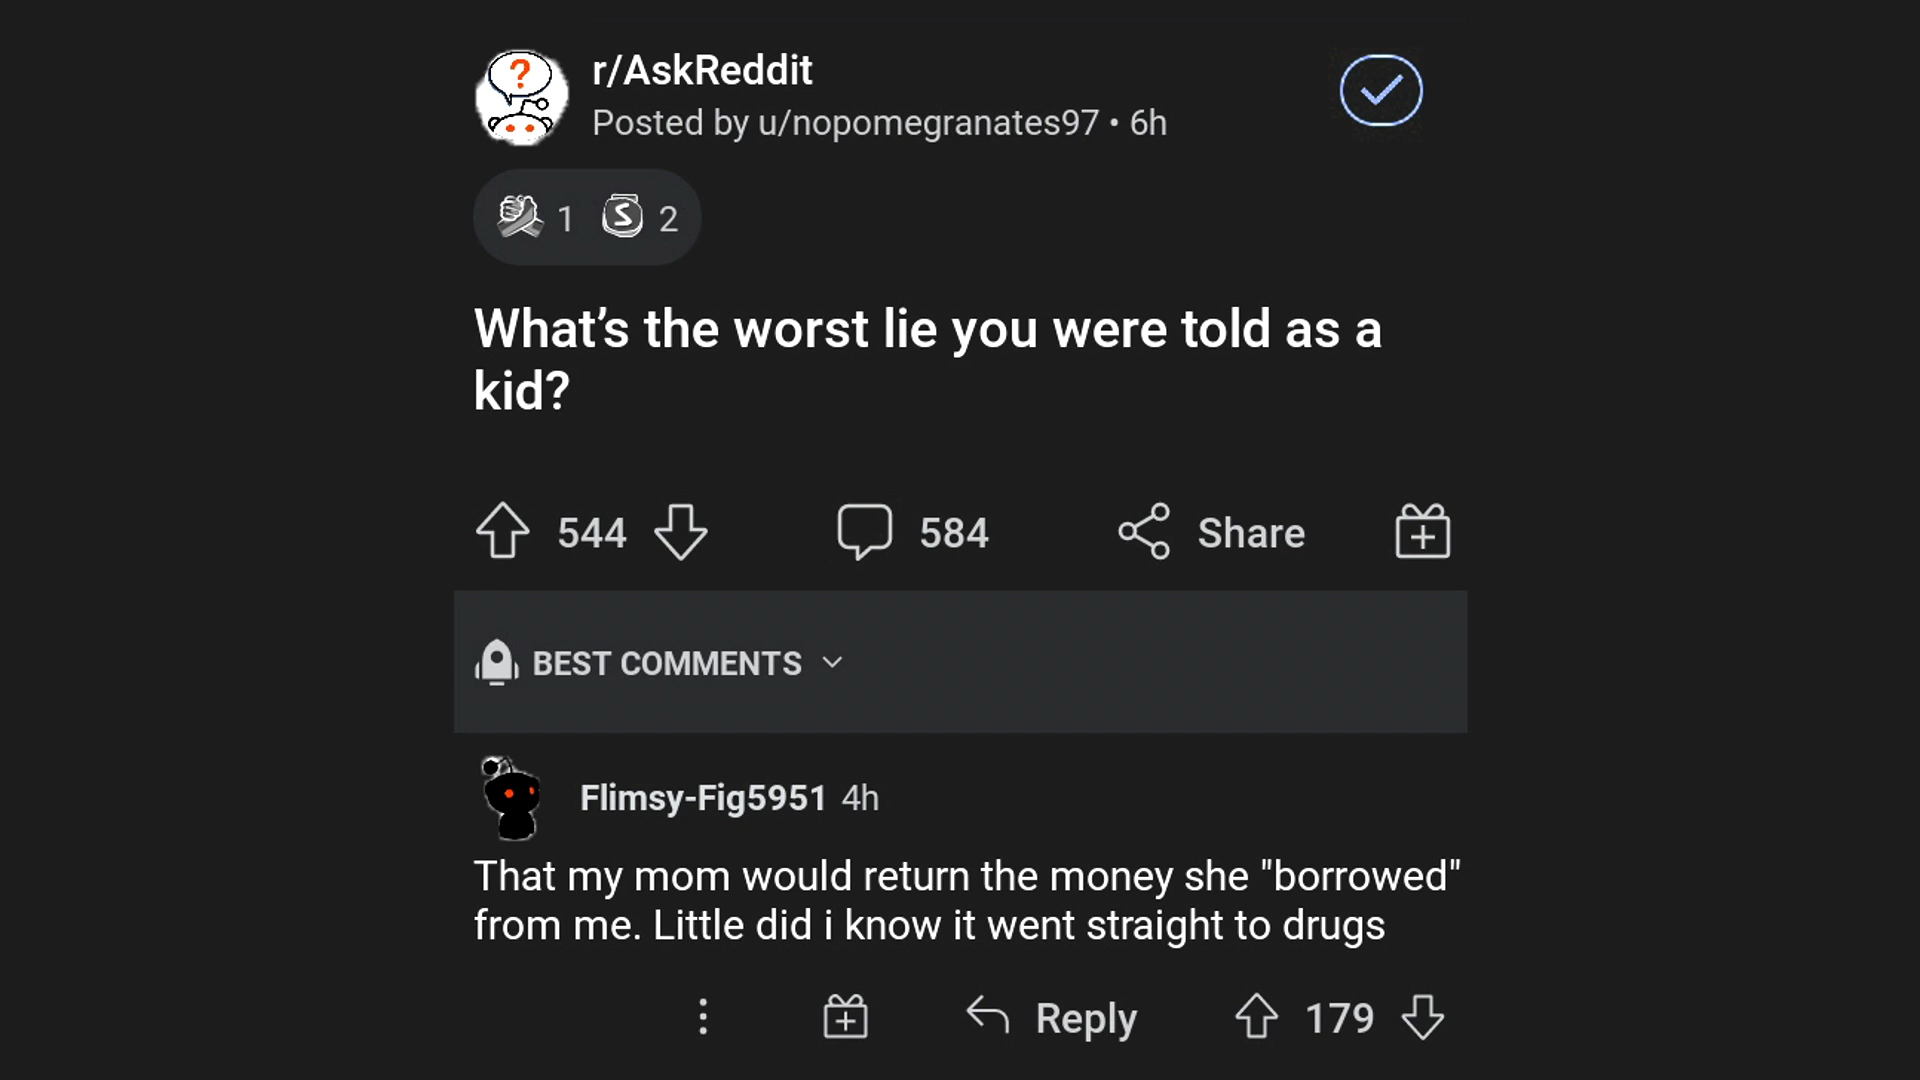 r/AskReddit
Posted by u/nopomegranates97 • 6h
1 S 2
What’s the worst lie you were told as a
kid?
544 584 Share
BEST COMMENTS
Flimsy-Fig5951 4h
That my mom would return the money she "borrowed"
from me. Little did i know it went straight to drugs
Reply 179